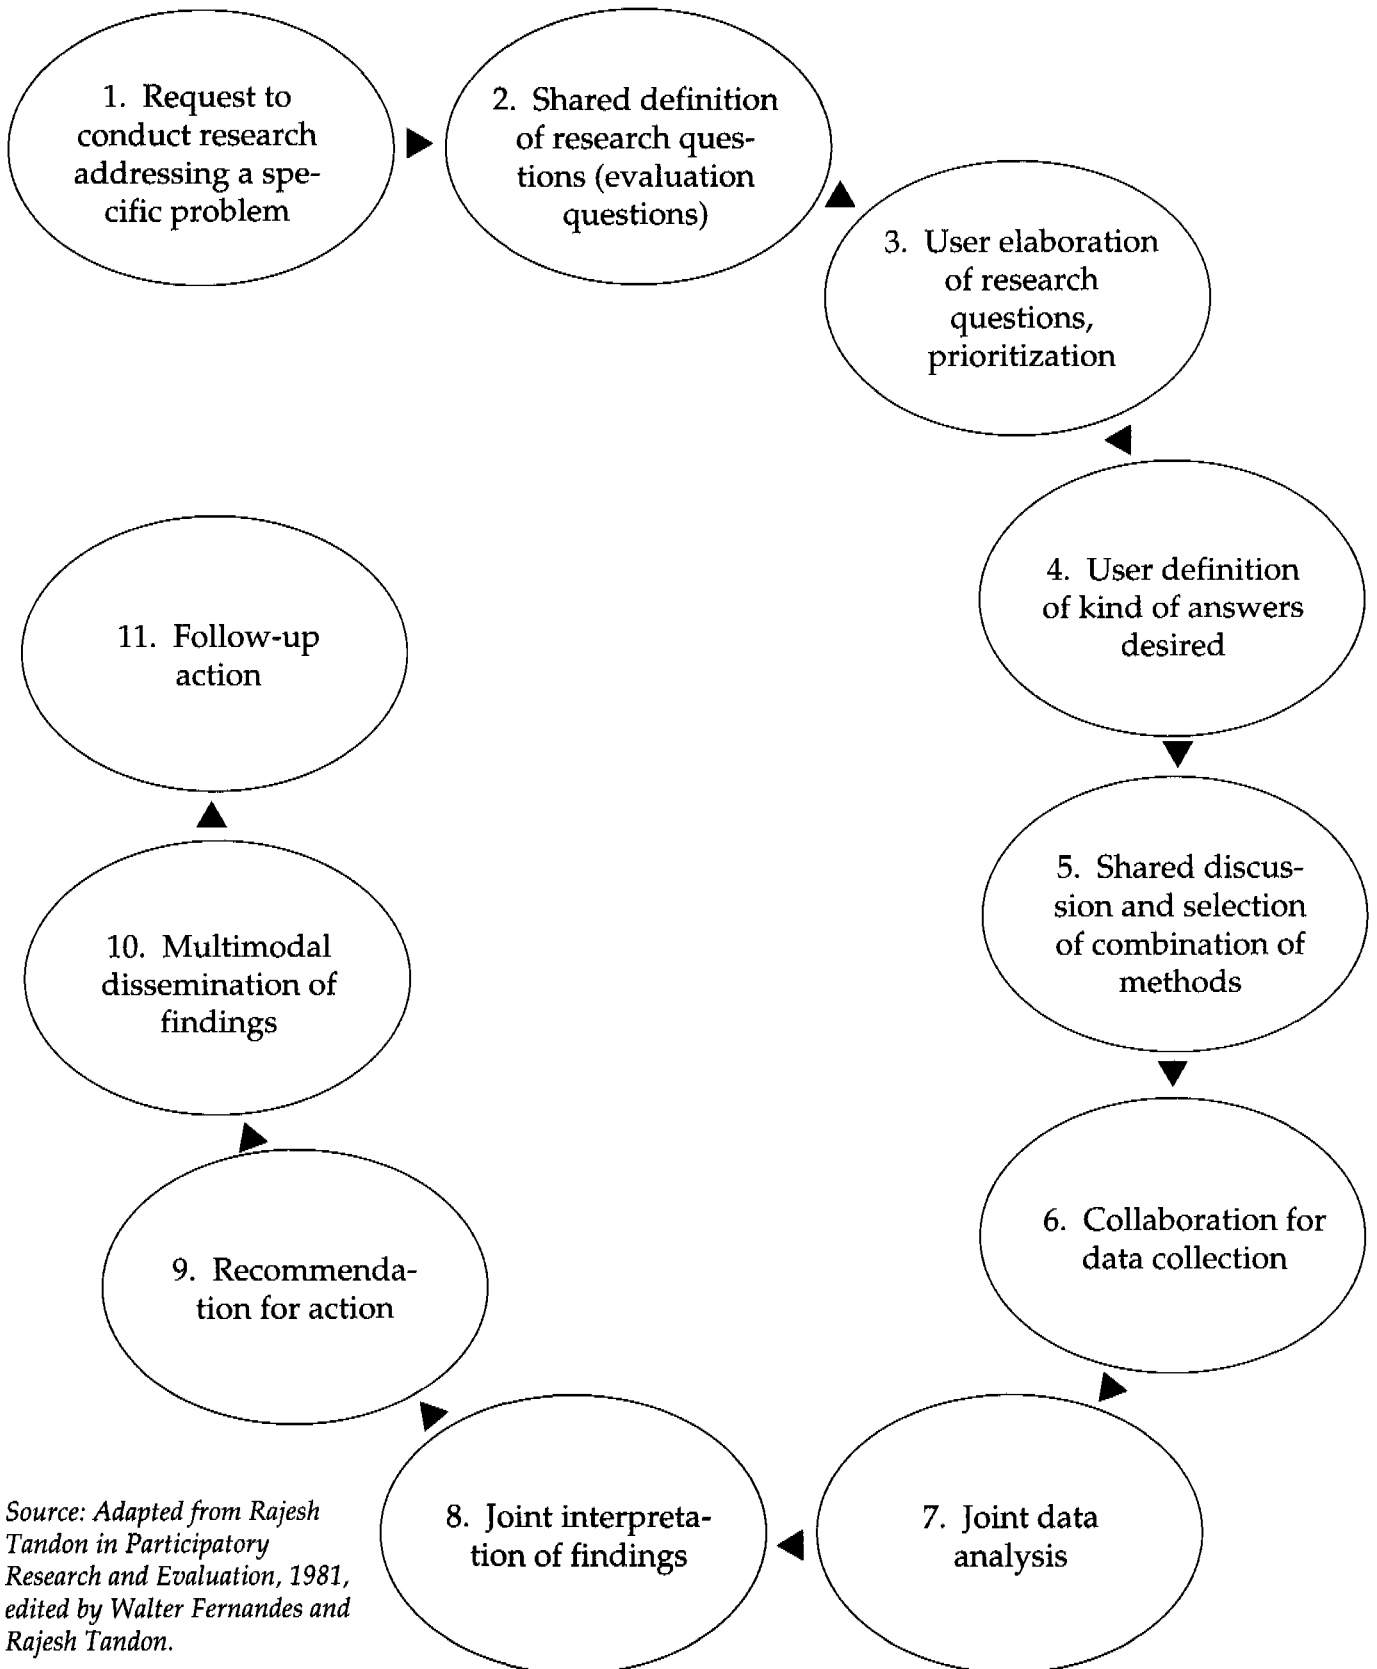 1. Request to
conduct research
addressing a spe-
cific problem
2. Shared definition
of research ques-
tions (evaluation
questions)
3. User elaboration
of research
questions,
prioritization
4. User definition
of kind of answers
desired
5. Shared discus-
sion and selection
of combination of
methods
6. Collaboration for
data collection
7. Joint data
analysis
8. Joint interpreta-
tion of findings
9. Recommenda-
tion for action
10. Multimodal
dissemination of
findings
11. Follow-up
action
Source: Adapted from Rajesh
Tandon in Participatory
Research and Evaluation, 1981,
edited by Walter Fernandes and
Rajesh Tandon.